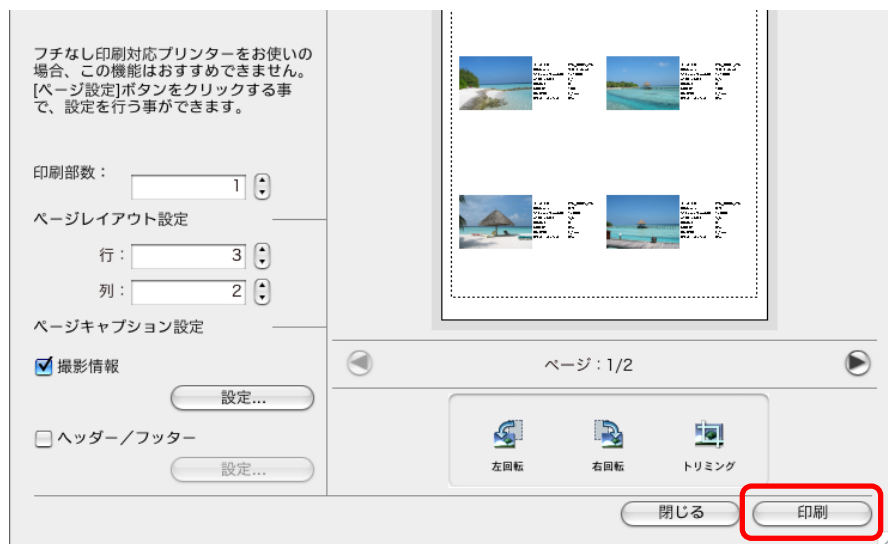 フチなし印刷対応プリンターをお使いの
場合、この機能はおすすめできません。
[ページ設定]ボタンをクリックする事
で、設定を行う事ができます。
印刷部数：
1
ページレイアウト設定
行： 3
列： 2
ページキャプション設定
撮影情報
設定...
ヘッダー／フッター
設定...
ページ：1/2
左回転 右回転 トリミング
閉じる 印刷